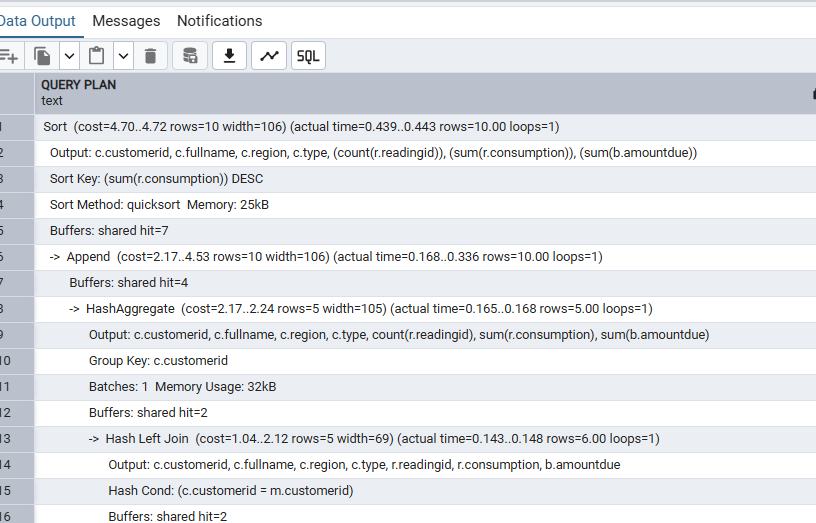 Data Output Messages Notifications
SQL
QUERY PLAN
text
1 Sort (cost=4.70..4.72 rows=10 width=106) (actual time=0.439..0.443 rows=10.00 loops=1)
2 Output: c.customerid, c.fullname, c.region, c.type, (count(r.readingid)), (sum(r.consumption)), (sum(b.amountdue))
3 Sort Key: (sum(r.consumption)) DESC
4 Sort Method: quicksort Memory: 25kB
5 Buffers: shared hit=7
6 -> Append (cost=2.17..4.53 rows=10 width=106) (actual time=0.168..0.336 rows=10.00 loops=1)
7 Buffers: shared hit=4
8 -> HashAggregate (cost=2.17..2.24 rows=5 width=105) (actual time=0.165..0.168 rows=5.00 loops=1)
9 Output: c.customerid, c.fullname, c.region, c.type, count(r.readingid), sum(r.consumption), sum(b.amountdue)
10 Group Key: c.customerid
11 Batches: 1 Memory Usage: 32kB
12 Buffers: shared hit=2
13 -> Hash Left Join (cost=1.04..2.12 rows=5 width=69) (actual time=0.143..0.148 rows=6.00 loops=1)
14 Output: c.customerid, c.fullname, c.region, c.type, r.readingid, r.consumption, b.amountdue
15 Hash Cond: (c.customerid = m.customerid)
16 Buffers: shared hit=2